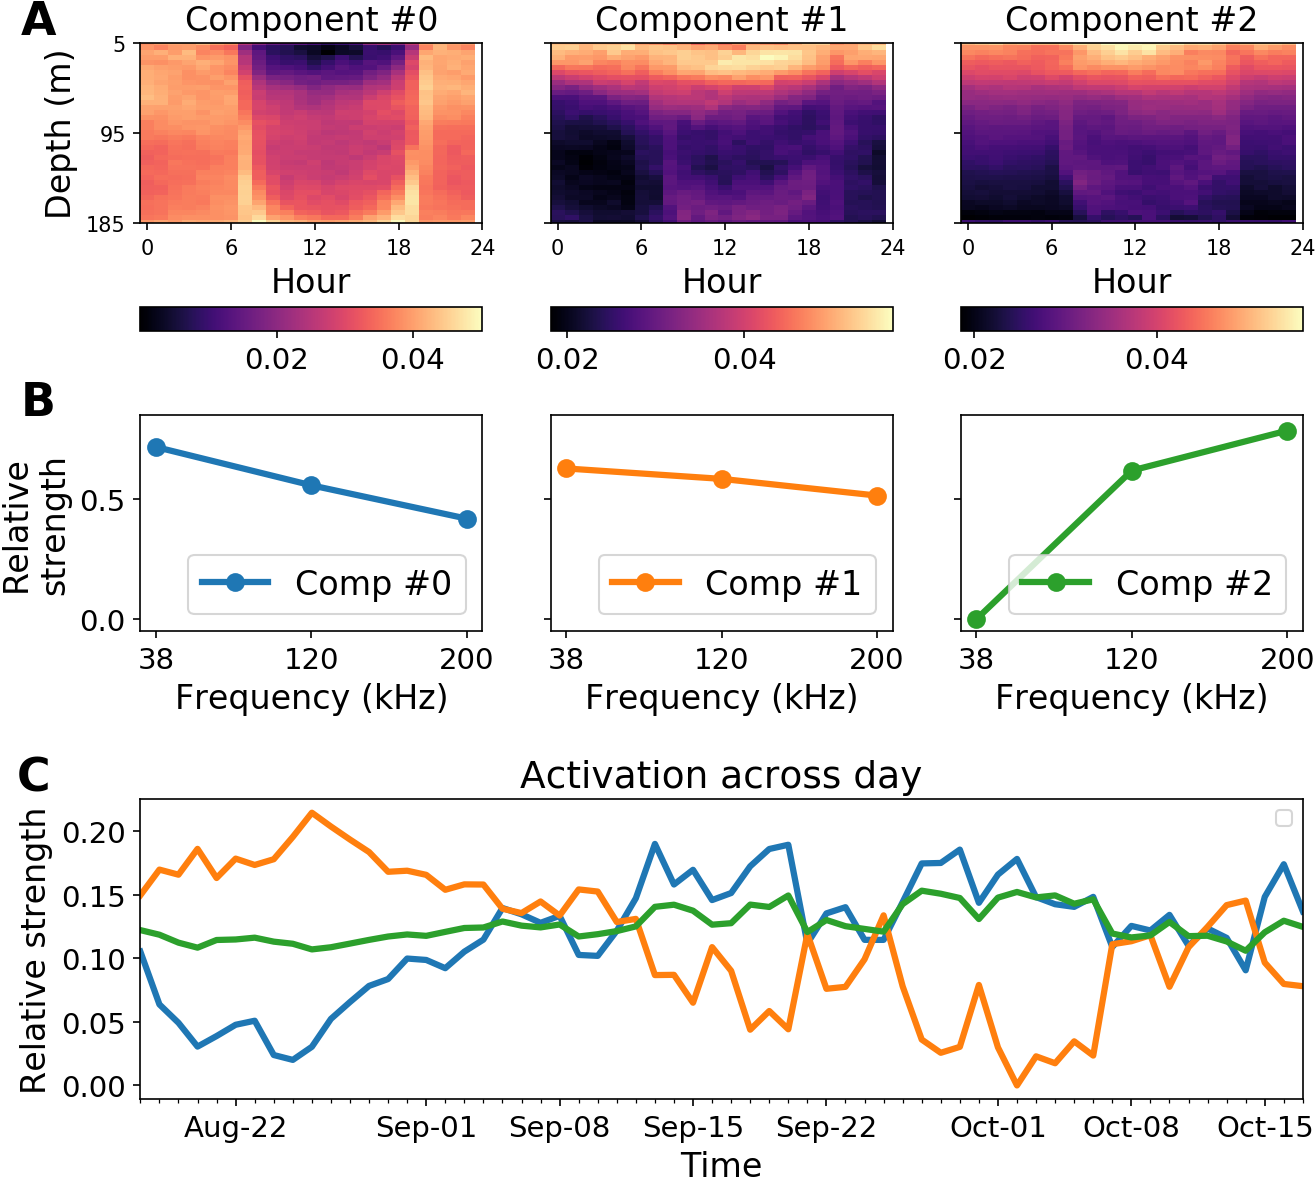 A
Component #0
Component #1
Component #2
Depth (m)
5
95
185
0 6 12 18 24
0 6 12 18 24
0 6 12 18 24
Hour
Hour
Hour
0.02 0.04
0.02 0.04
0.02 0.04
B
Relative
strength
0.5
0.0
Comp #0
Comp #1
Comp #2
38 120 200
38 120 200
38 120 200
Frequency (kHz)
Frequency (kHz)
Frequency (kHz)
C
Activation across day
Relative strength
0.20
0.15
0.10
0.05
0.00
Aug-22 Sep-01 Sep-08 Sep-15 Sep-22 Oct-01 Oct-08 Oct-15
Time